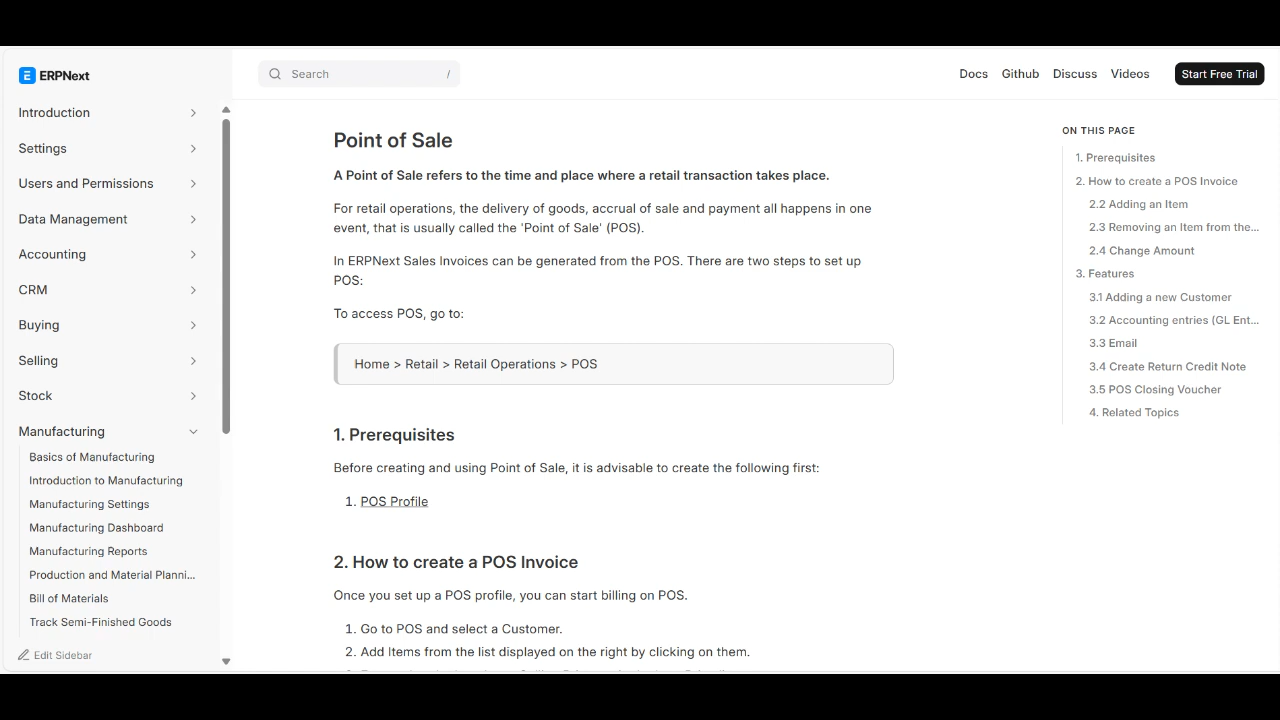 ERPNext
Search /
Docs Github Discuss Videos Start Free Trial
Introduction
Settings
Users and Permissions
Data Management
Accounting
CRM
Buying
Selling
Stock
Manufacturing
Basics of Manufacturing
Introduction to Manufacturing
Manufacturing Settings
Manufacturing Dashboard
Manufacturing Reports
Production and Material Planni...
Bill of Materials
Track Semi-Finished Goods
Edit Sidebar
Point of Sale
A Point of Sale refers to the time and place where a retail transaction takes place.
For retail operations, the delivery of goods, accrual of sale and payment all happens in one
event, that is usually called the 'Point of Sale' (POS).
In ERPNext Sales Invoices can be generated from the POS. There are two steps to set up
POS:
To access POS, go to:
Home > Retail > Retail Operations > POS
1. Prerequisites
Before creating and using Point of Sale, it is advisable to create the following first:
1. POS Profile
2. How to create a POS Invoice
Once you set up a POS profile, you can start billing on POS.
1. Go to POS and select a Customer.
2. Add Items from the list displayed on the right by clicking on them.
ON THIS PAGE
1. Prerequisites
2. How to create a POS Invoice
2.2 Adding an Item
2.3 Removing an Item from the...
2.4 Change Amount
3. Features
3.1 Adding a new Customer
3.2 Accounting entries (GL Ent...
3.3 Email
3.4 Create Return Credit Note
3.5 POS Closing Voucher
4. Related Topics